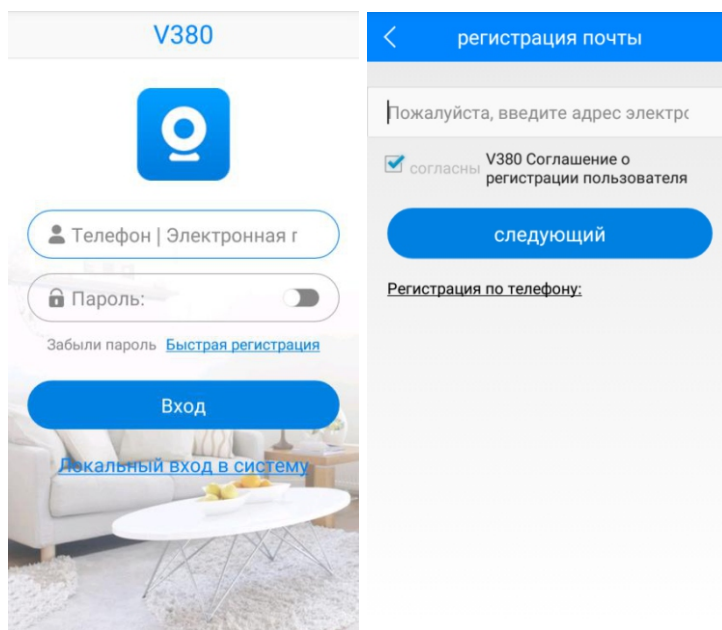 V380
Телефон | Электронная г
Пароль:
Забыли пароль Быстрая регистрация
Вход
Локальный вход в систему
регистрация почты
Пожалуйста, введите адрес электрс
согласны V380 Соглашение о
регистрации пользователя
следующий
Регистрация по телефону: